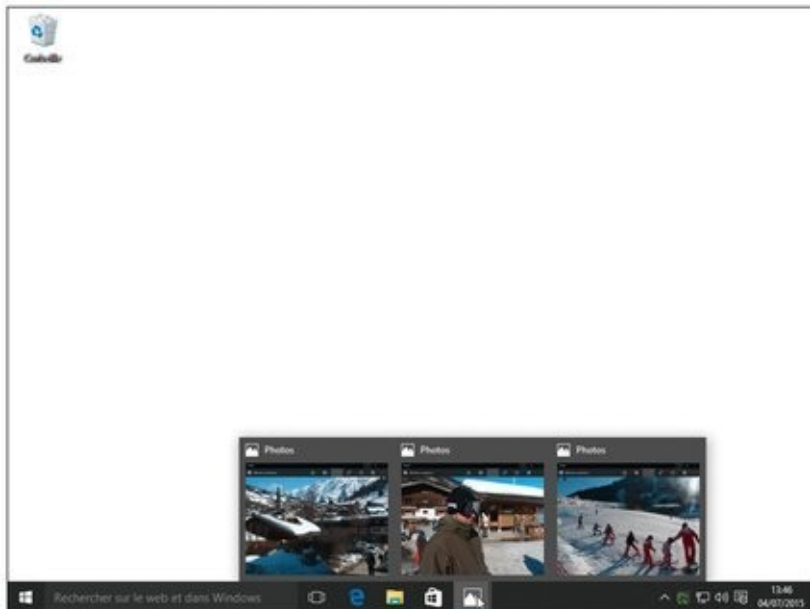 Corbeille
Photos
Photos
Photos
Rechercher sur le web et dans Windows
13:46
04/07/2015